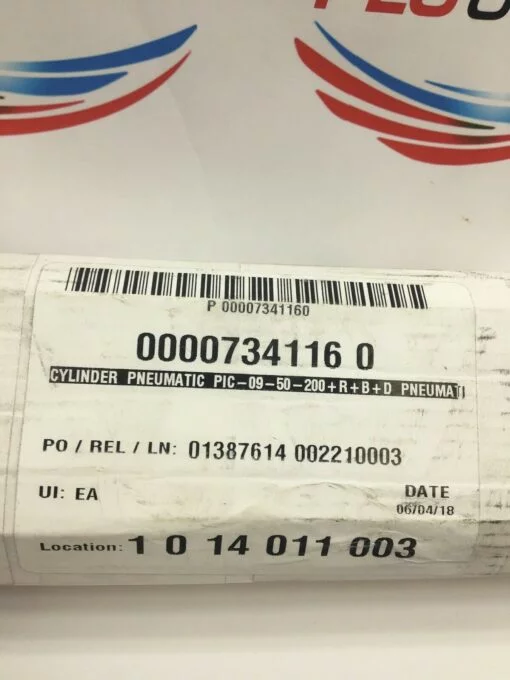 P 00007341160
0000734116 0
CYLINDER PNEUMATIC PIC-09-50-200+R+B+D PNEUMATI
PO / REL / LN: 01387614 002210003
UI: EA
DATE
06/04/18
Location: 1 0 14 011 003